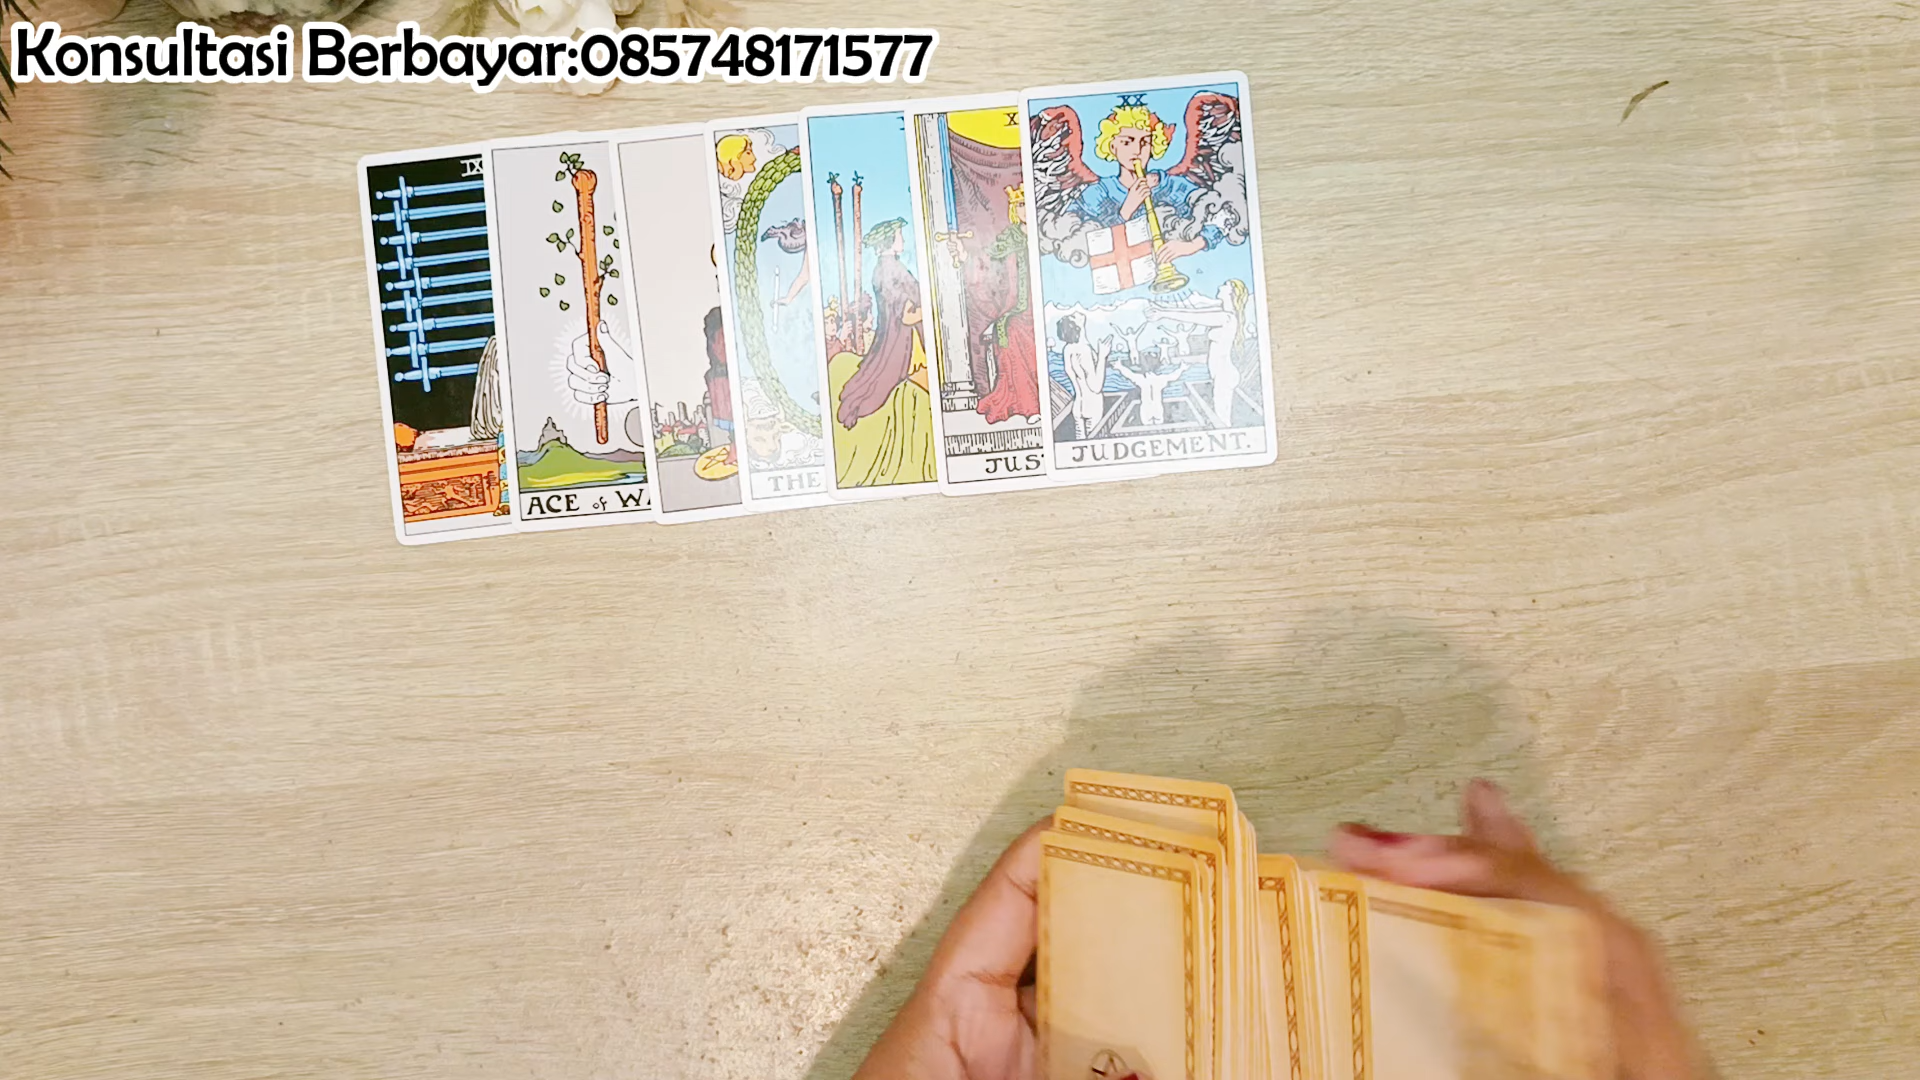 Konsultasi Berbayar:085748171577
XX
IX
X
ACE of WA
THE
JUS
JUDGEMENT.